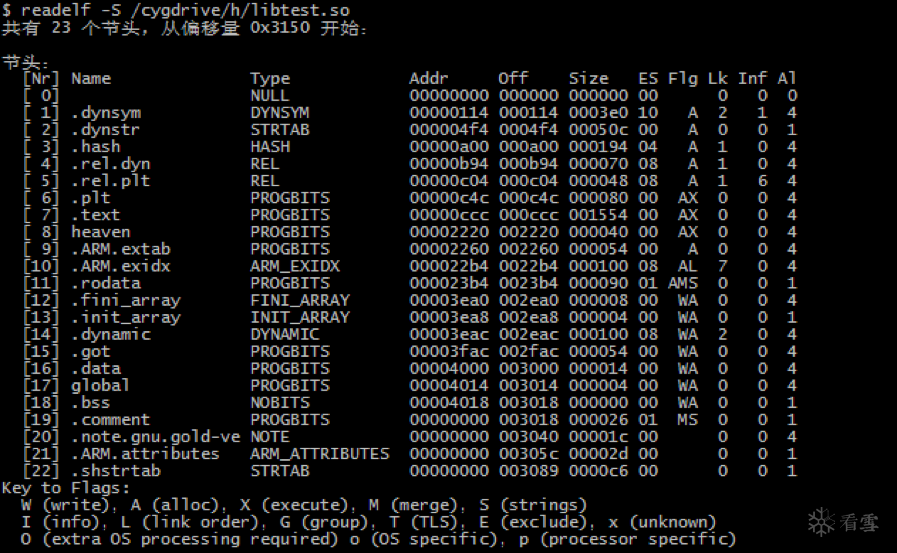 $ readelf -S /cygdrive/h/libtest.so
共有 23 个节头，从偏移量 0x3150 开始：
节头：
[Nr] Name Type Addr Off Size ES Flg Lk Inf Al
[ 0] NULL 00000000 000000 000000 00 0 0 0
[ 1] .dynsym DYNSYM 00000114 000114 0003e0 10 A 2 1 4
[ 2] .dynstr STRTAB 000004f4 0004f4 00050c 00 A 0 0 1
[ 3] .hash HASH 00000a00 000a00 000194 04 A 1 0 4
[ 4] .rel.dyn REL 00000b94 000b94 000070 08 A 1 0 4
[ 5] .rel.plt REL 00000c04 000c04 000048 08 A 1 6 4
[ 6] .plt PROGBITS 00000c4c 000c4c 000080 00 AX 0 0 4
[ 7] .text PROGBITS 00000ccc 000ccc 001554 00 AX 0 0 4
[ 8] heaven PROGBITS 00002220 002220 000040 00 AX 0 0 4
[ 9] .ARM.extab PROGBITS 00002260 002260 000054 00 A 0 0 4
[10] .ARM.exidx ARM_EXIDX 000022b4 0022b4 000100 08 AL 7 0 4
[11] .rodata PROGBITS 000023b4 0023b4 000090 01 AMS 0 0 1
[12] .fini_array FINI_ARRAY 00003ea0 002ea0 000008 00 WA 0 0 4
[13] .init_array INIT_ARRAY 00003ea8 002ea8 000004 00 WA 0 0 1
[14] .dynamic DYNAMIC 00003eac 002eac 000100 08 WA 2 0 4
[15] .got PROGBITS 00003fac 002fac 000054 00 WA 0 0 4
[16] .data PROGBITS 00004000 003000 000014 00 WA 0 0 4
[17] global PROGBITS 00004014 003014 000004 00 WA 0 0 4
[18] .bss NOBITS 00004018 003018 000000 00 WA 0 0 1
[19] .comment PROGBITS 00000000 003018 000026 01 MS 0 0 1
[20] .note.gnu.gold-ve NOTE 00000000 003040 00001c 00 0 0 4
[21] .ARM.attributes ARM_ATTRIBUTES 00000000 00305c 00002d 00 0 0 1
[22] .shstrtab STRTAB 00000000 003089 0000c6 00 0 0 1
Key to Flags:
W (write), A (alloc), X (execute), M (merge), S (strings)
I (info), L (link order), G (group), T (TLS), E (exclude), x (unknown)
O (extra OS processing required) o (OS specific), p (processor specific)
看雪